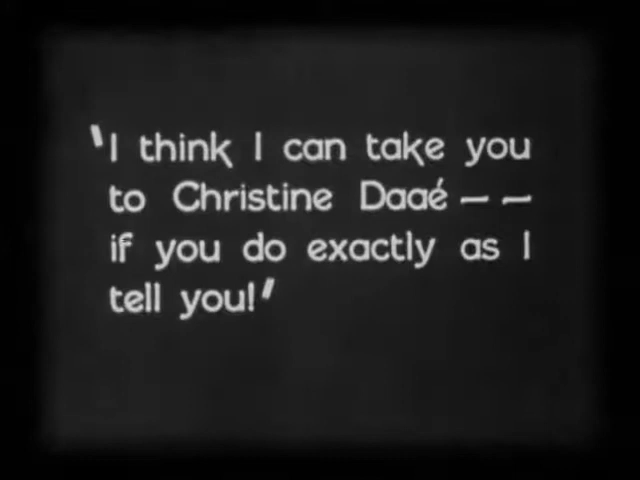 "I think I can take you
to Christine Daaé — —
if you do exactly as I
tell you!"